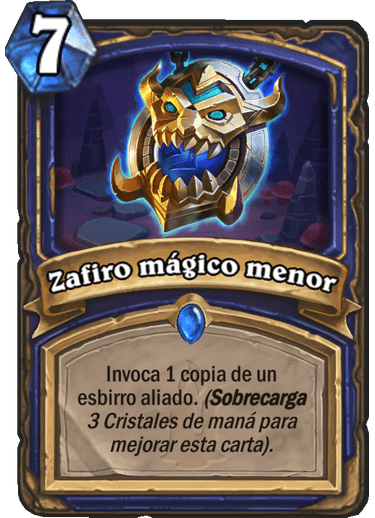 7
Zafiro mágico menor
Invoca 1 copia de un
esbirro aliado. (Sobrecarga
3 Cristales de maná para
mejorar esta carta).